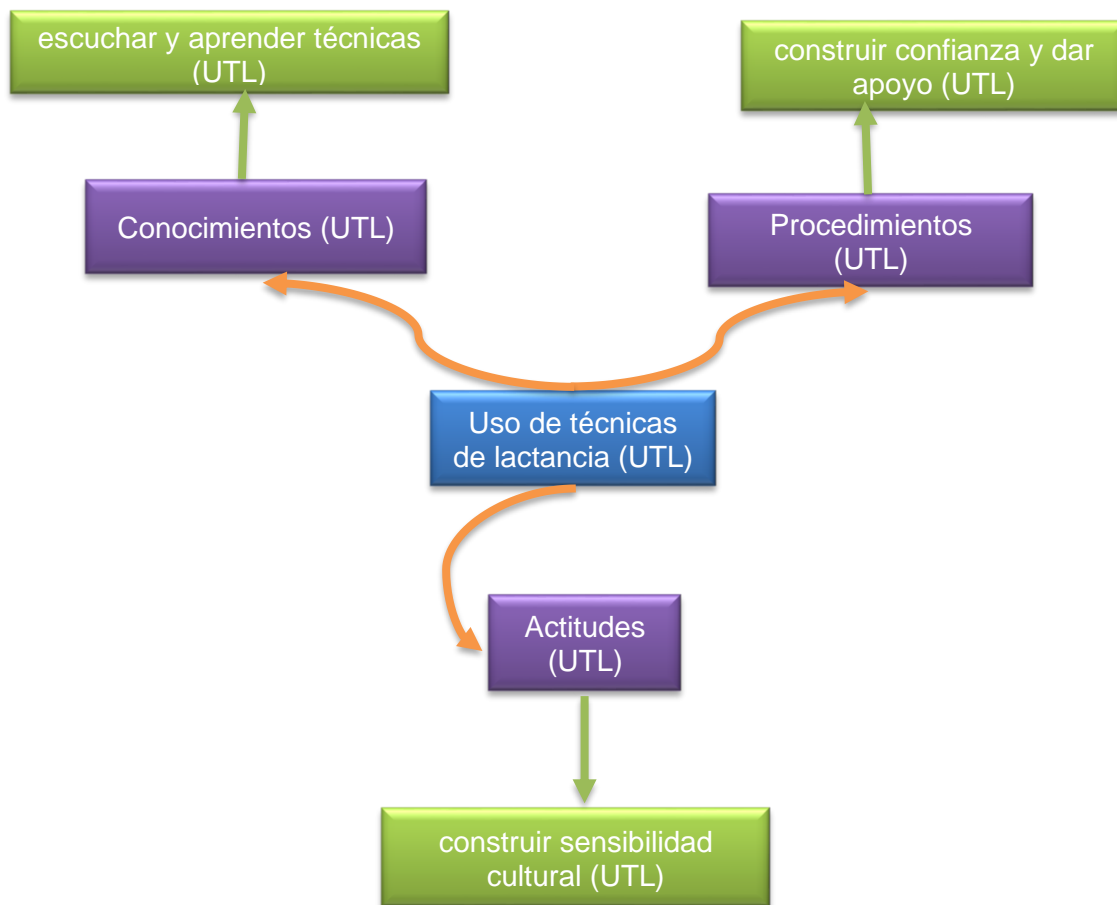 escuchar y aprender técnicas
(UTL)
construir confianza y dar
apoyo (UTL)
Conocimientos (UTL)
Procedimientos
(UTL)
Uso de técnicas
de lactancia (UTL)
Actitudes
(UTL)
construir sensibilidad
cultural (UTL)